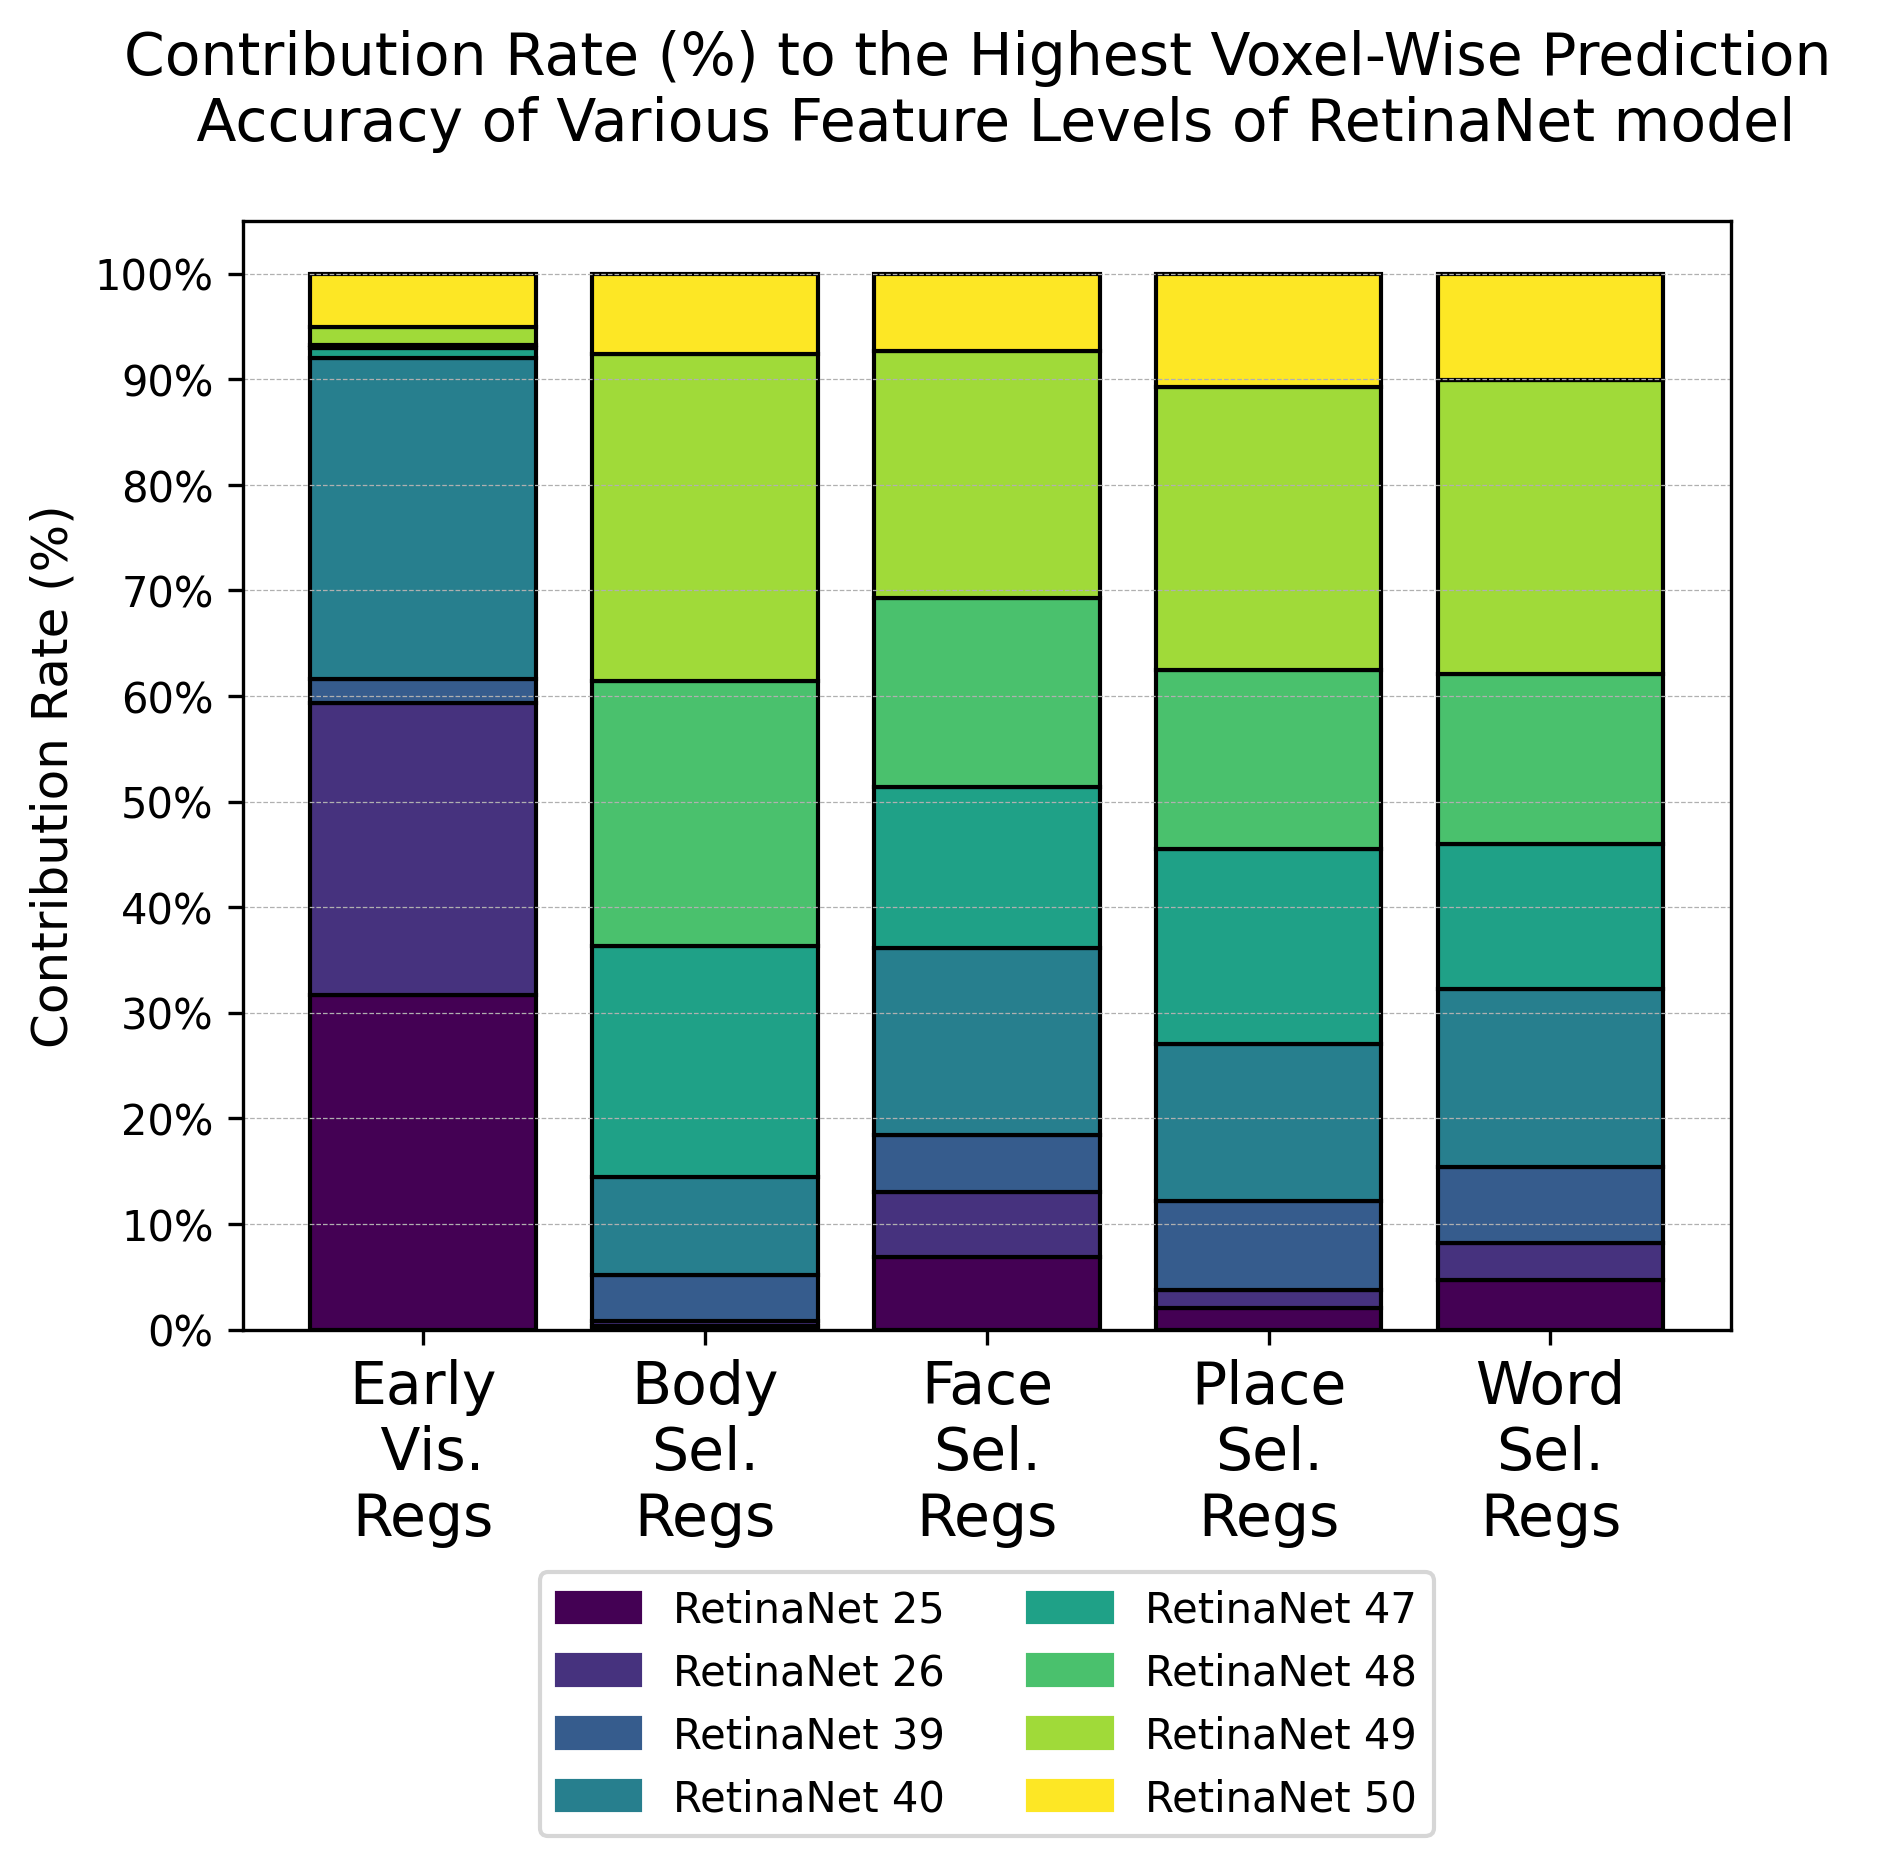 Contribution Rate (%) to the Highest Voxel-Wise Prediction
Accuracy of Various Feature Levels of RetinaNet model
Contribution Rate (%)
100%
90%
80%
70%
60%
50%
40%
30%
20%
10%
0%
Early
Vis.
Regs
Body
Sel.
Regs
Face
Sel.
Regs
Place
Sel.
Regs
Word
Sel.
Regs
RetinaNet 25
RetinaNet 26
RetinaNet 39
RetinaNet 40
RetinaNet 47
RetinaNet 48
RetinaNet 49
RetinaNet 50